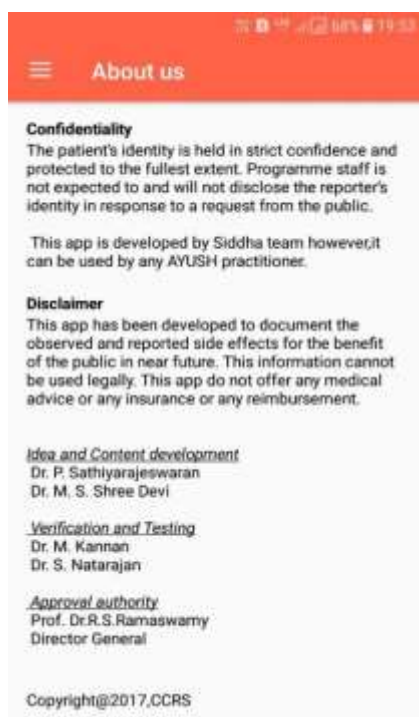 68% 19:53
About us
Confidentiality
The patient's identity is held in strict confidence and
protected to the fullest extent. Programme staff is
not expected to and will not disclose the reporter's
identity in response to a request from the public.
This app is developed by Siddha team however,it
can be used by any AYUSH practitioner.
Disclaimer
This app has been developed to document the
observed and reported side effects for the benefit
of the public in near future. This information cannot
be used legally. This app do not offer any medical
advice or any insurance or any reimbursement.
Idea and Content development
Dr. P. Sathiyarajeswaran
Dr. M. S. Shree Devi
Verification and Testing
Dr. M. Kannan
Dr. S. Natarajan
Approval authority
Prof. Dr.R.S.Ramaswamy
Director General
Copyright@2017,CCRS